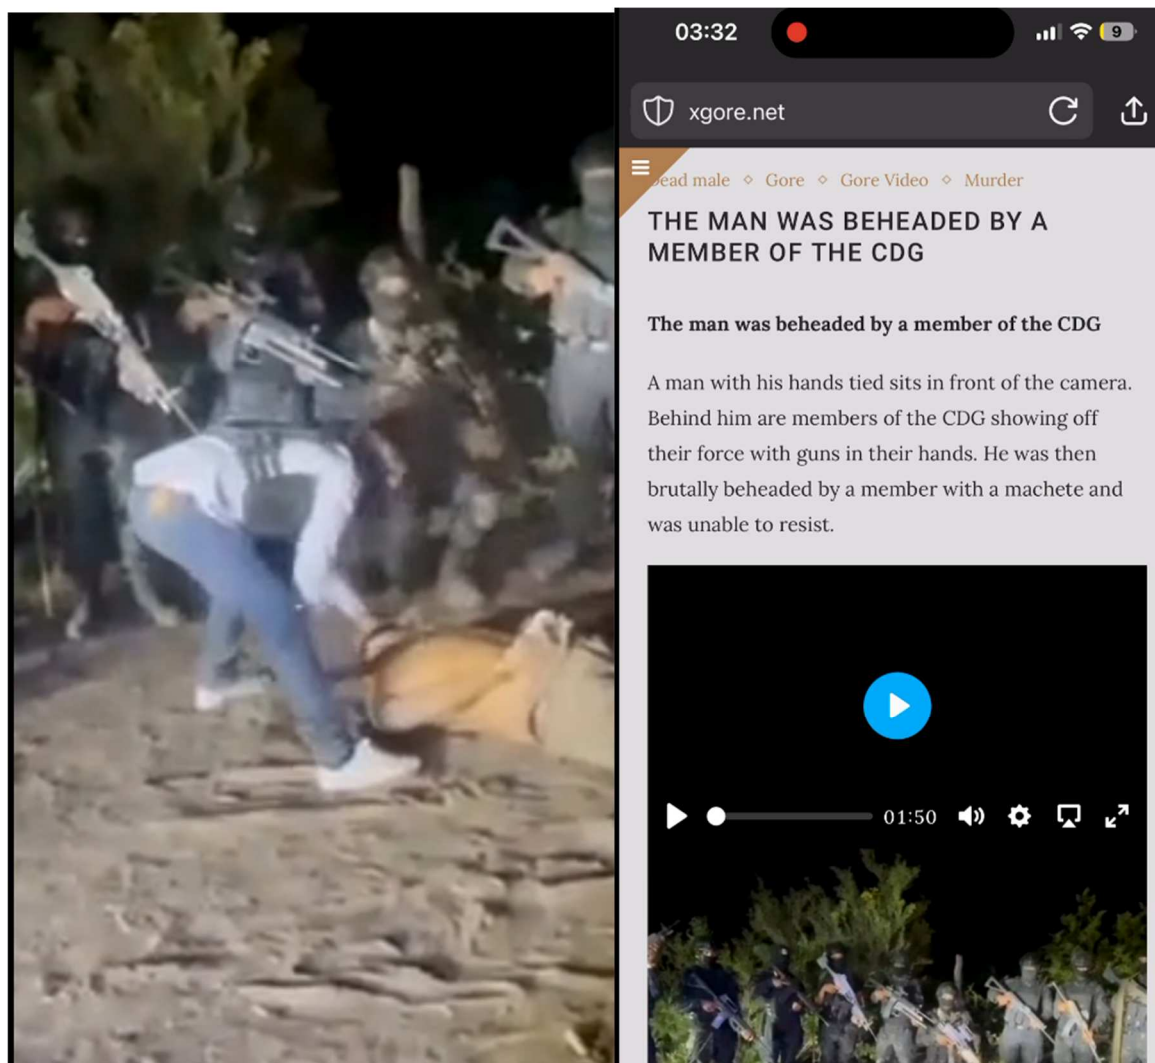 03:32
9
xgore.net
Dead male ◇ Gore ◇ Gore Video ◇ Murder
THE MAN WAS BEHEADED BY A
MEMBER OF THE CDG
The man was beheaded by a member of the CDG
A man with his hands tied sits in front of the camera.
Behind him are members of the CDG showing off
their force with guns in their hands. He was then
brutally beheaded by a member with a machete and
was unable to resist.
01:50